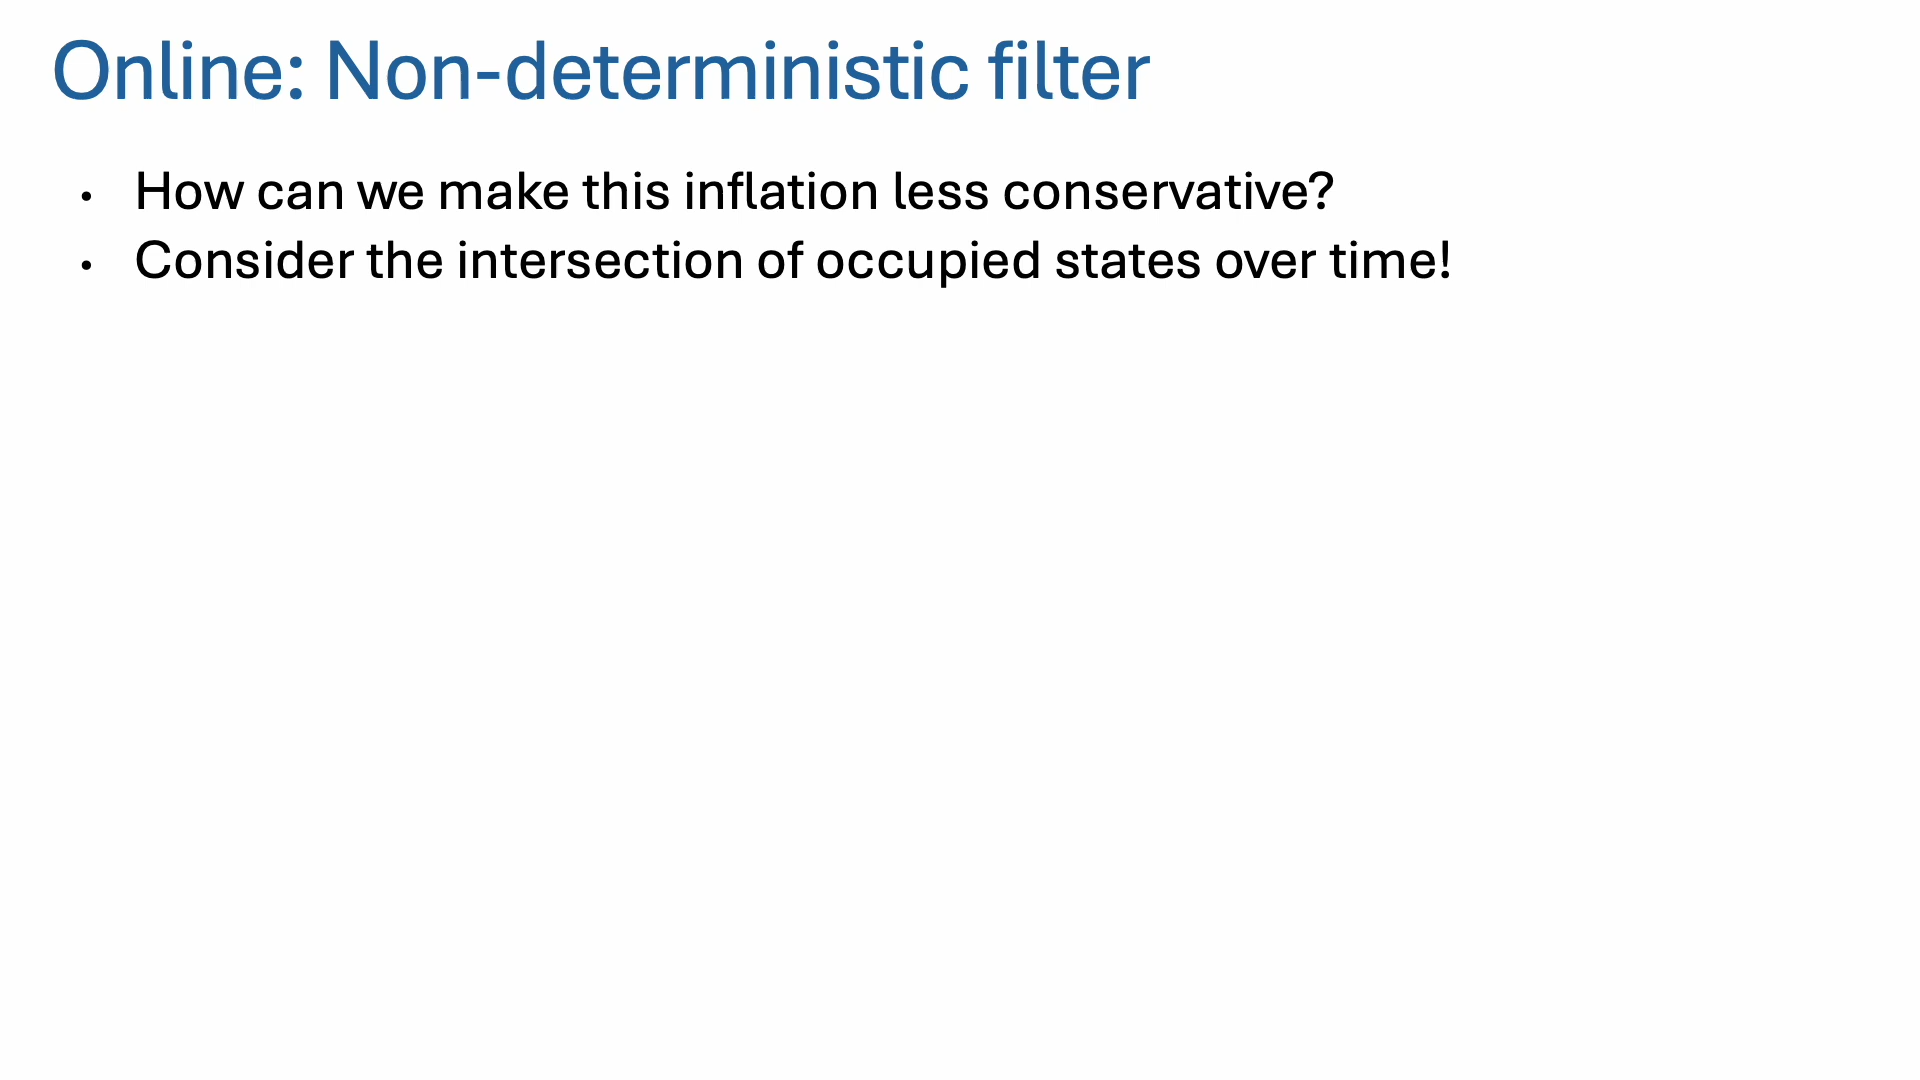 Online: Non-deterministic filter
• How can we make this inflation less conservative?
• Consider the intersection of occupied states over time!